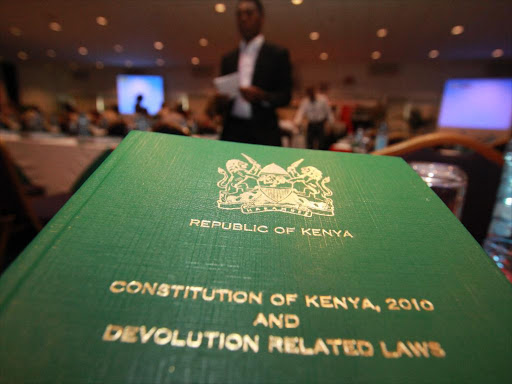 REPUBLIC OF KENYA
CONSTITUTION OF KENYA, 2010
AND
DEVOLUTION RELATED LAWS